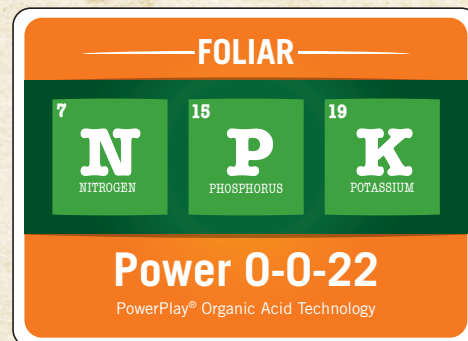 FOLIAR
7 15 19
N P K
NITROGEN PHOSPHORUS POTASSIUM
Power 0-0-22
PowerPlay® Organic Acid Technology